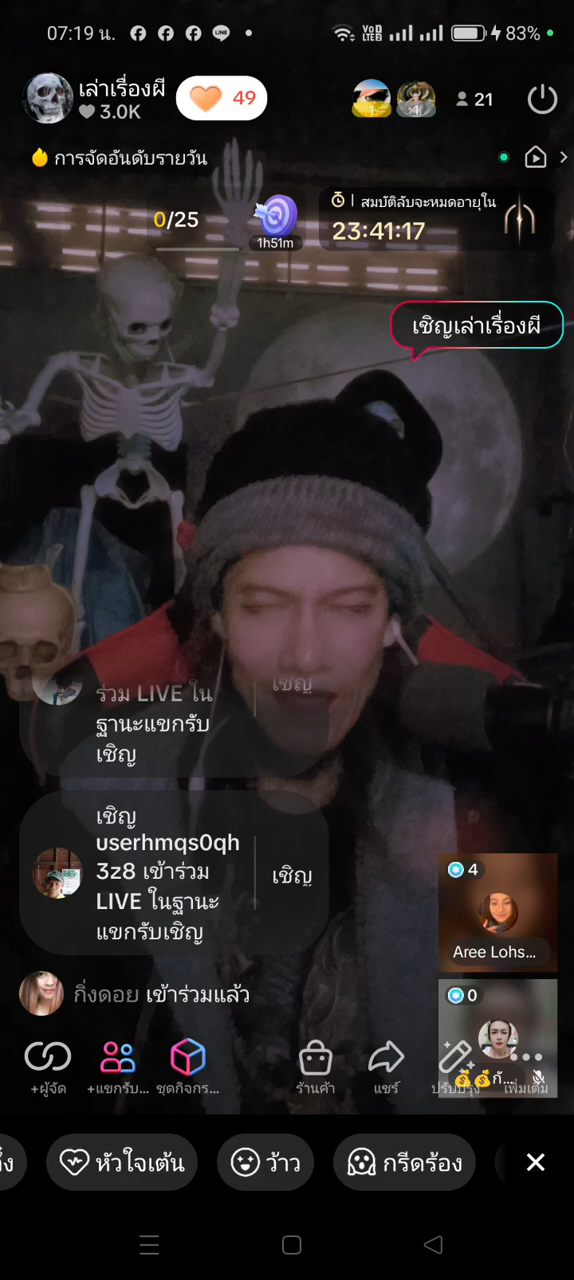 07:19 น.
LINE
VoD
LTE2
83%
เล่าเรื่องผี
3.0K
49
1
4
21
การจัดอันดับรายวัน
0/25
1h51m
สมบัติลับจะหมดอายุใน
23:41:17
เชิญเล่าเรื่องผี
ร่วม LIVE ใน
ฐานะแขกรับ
เชิญ
เชิญ
เชิญ
userhmqs0qh
3z8 เข้าร่วม
LIVE ในฐานะ
แขกรับเชิญ
เชิญ
4
Aree Lohs...
กิ่งดอย เข้าร่วมแล้ว
0
💰💰กั...
+ผู้จัด
+แขกรับ...
ชุดกิจกร...
ร้านค้า
แชร์
ปรับปรุง
เพิ่มเติม
หัวใจเต้น
ว้าว
กรีดร้อง